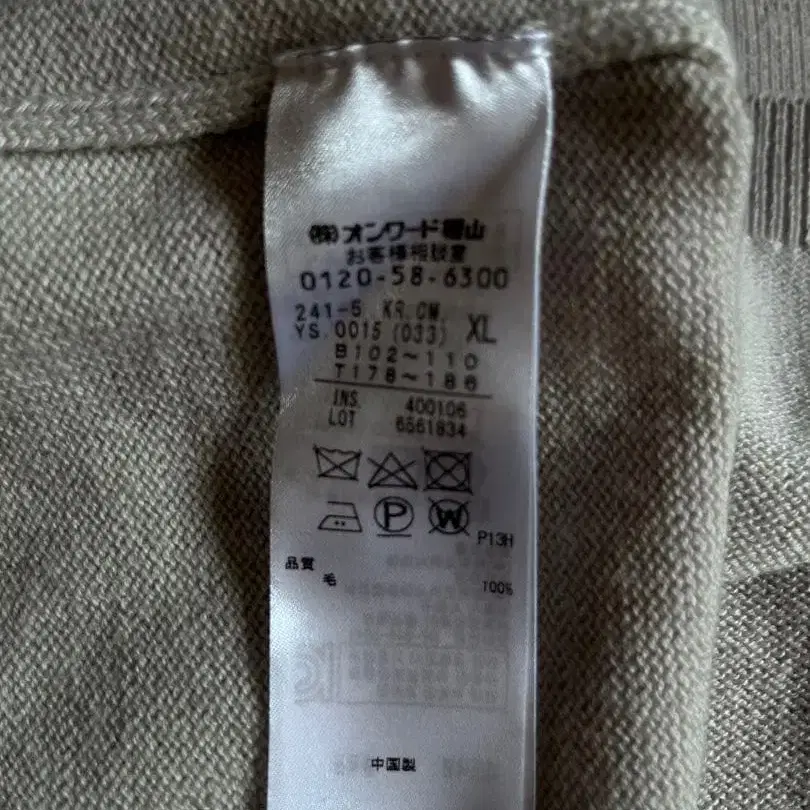 ㈱オンワード樫山
お客様相談室
0120-58-6300
241-5 KR.OM.
YS.0015(033) XL
B102~110
T178~186
INS. 400106
LOT 6561834
P
W
P13H
品質
毛 100%
中国製